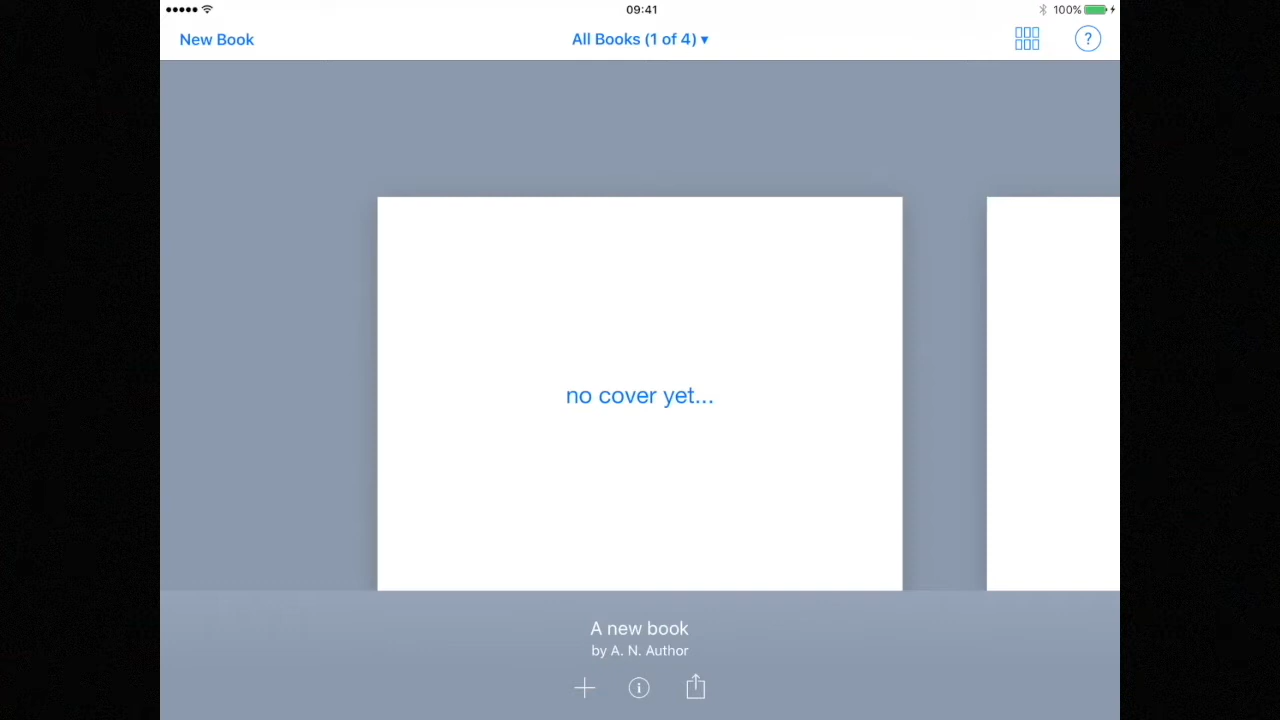 09:41
100%
New Book
All Books (1 of 4) ▾
?
no cover yet...
A new book
by A. N. Author